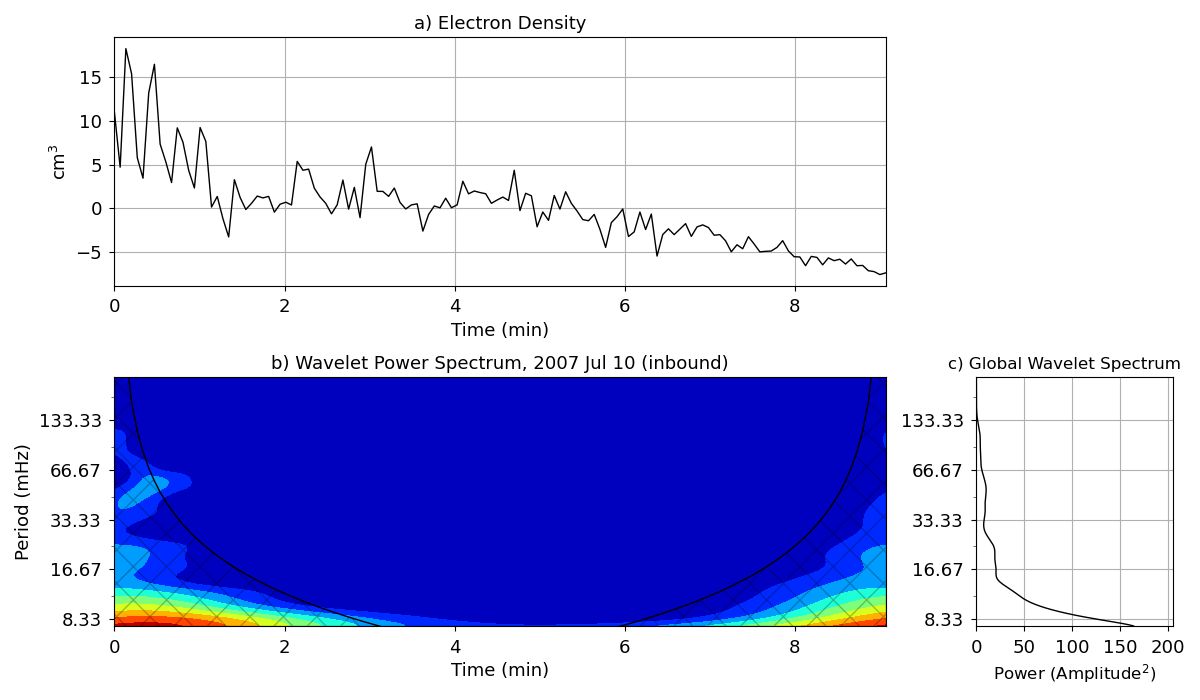 a) Electron Density
15
10
5
0
−5
cm³
0 2 4 6 8
Time (min)
b) Wavelet Power Spectrum, 2007 Jul 10 (inbound)
133.33
66.67
33.33
16.67
8.33
Period (mHz)
0 2 4 6 8
Time (min)
c) Global Wavelet Spectrum
133.33
66.67
33.33
16.67
8.33
0 50 100 150 200
Power (Amplitude²)